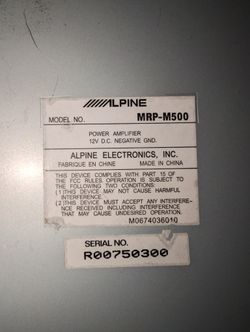 ALPINE
MODEL NO. MRP-M500
POWER AMPLIFIER
12V D.C. NEGATIVE GND.
ALPINE ELECTRONICS, INC.
FABRIQUE EN CHINE MADE IN CHINA
THIS DEVICE COMPLIES WITH PART 15 OF
THE FCC RULES. OPERATION IS SUBJECT TO
THE FOLLOWING TWO CONDITIONS:
(1)THIS DEVICE MAY NOT CAUSE HARMFUL
INTERFERENCE.
(2)THIS DEVICE MUST ACCEPT ANY INTERFERE-
NCE RECEIVED INCLUDING INTERFERENCE
THAT MAY CAUSE UNDESIRED OPERATION.
M0674036010
SERIAL NO.
R00750300